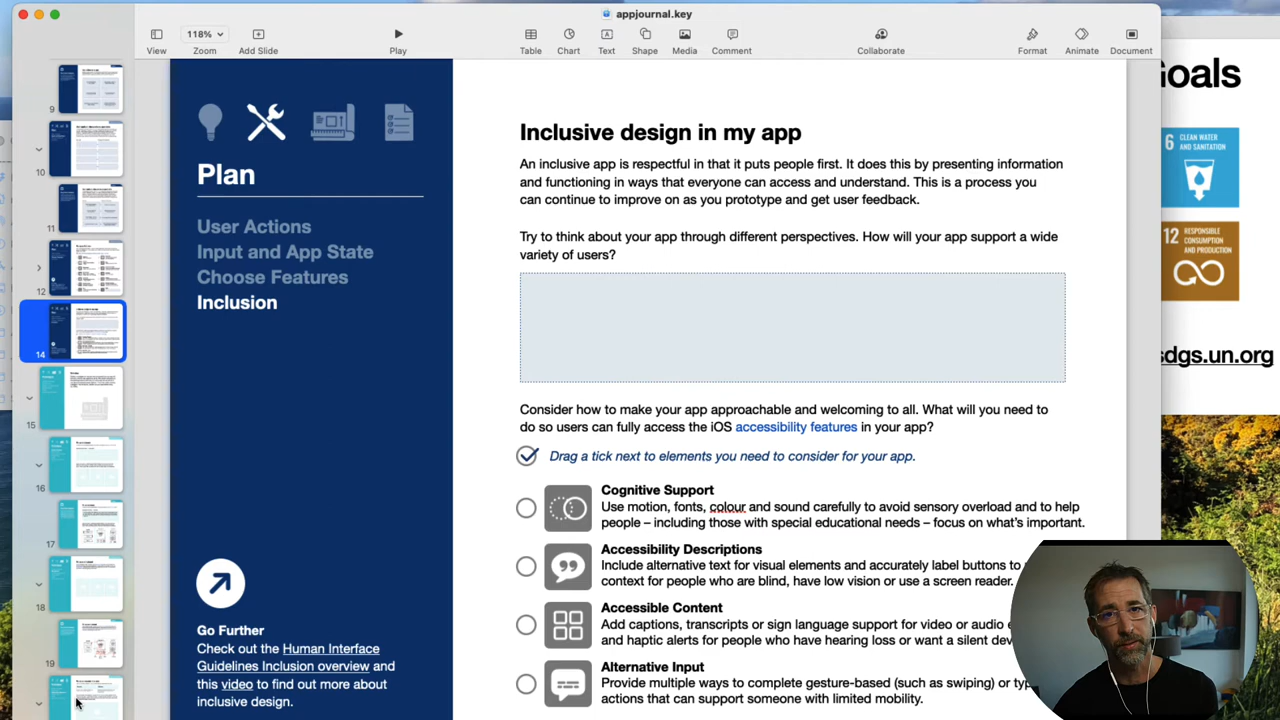 appjournal.key
118%
View
Zoom
Add Slide
Play
Table
Chart
Text
Shape
Media
Comment
Collaborate
Format
Animate
Document
9
10
11
12
14
15
16
17
18
19
Plan
User Actions
Input and App State
Choose Features
Inclusion
Go Further
Check out the Human Interface
Guidelines Inclusion overview and
this video to find out more about
inclusive design.
Inclusive design in my app
An inclusive app is respectful in that it puts people first. It does this by presenting information
and functioning in ways that everyone can access and understand. This is a process you
can continue to improve on as you prototype and get user feedback.
Try to think about your app through different perspectives. How will your app support a wide
variety of users?
Consider how to make your app approachable and welcoming to all. What will you need to
do so users can fully access the iOS accessibility features in your app?
Drag a tick next to elements you need to consider for your app.
Cognitive Support
Use motion, fonts, colour and sound carefully to avoid sensory overload and to help
people – including those with special educational needs – focus on what's important.
Accessibility Descriptions
Include alternative text for visual elements and accurately label buttons to
context for people who are blind, have low vision or use a screen reader.
Accessible Content
Add captions, transcripts or sign language support for video or audio
and haptic alerts for people who have hearing loss or want a silent
Alternative Input
Provide multiple ways to complete gesture-based (such as swiping) or
actions that can support someone with limited mobility.
Goals
6 CLEAN WATER
AND SANITATION
12 RESPONSIBLE
CONSUMPTION
AND PRODUCTION
sdgs.un.org